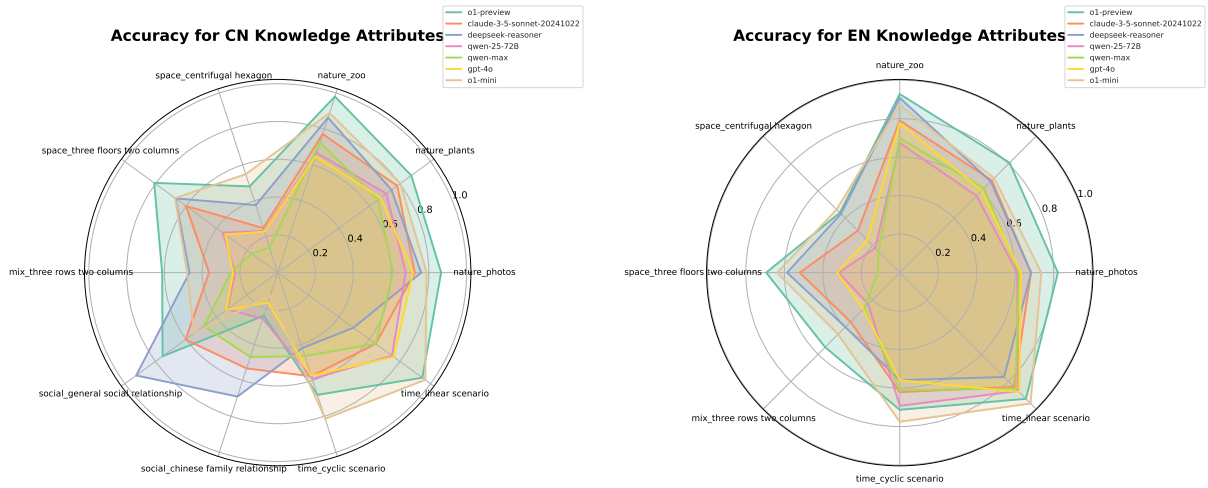 Accuracy for CN Knowledge Attributes
o1-preview
claude-3-5-sonnet-20241022
deepseek-reasoner
qwen-25-72B
qwen-max
gpt-4o
o1-mini
space_centrifugal hexagon
nature_zoo
space_three floors two columns
nature_plants
1.0
0.8
0.6
0.4
0.2
mix_three rows two columns
nature_photos
social_general social relationship
time_linear scenario
social_chinese family relationship
time_cyclic scenario
Accuracy for EN Knowledge Attributes
o1-preview
claude-3-5-sonnet-20241022
deepseek-reasoner
qwen-25-72B
qwen-max
gpt-4o
o1-mini
nature_zoo
space_centrifugal hexagon
nature_plants
1.0
0.8
0.6
0.4
0.2
space_three floors two columns
nature_photos
mix_three rows two columns
time_linear scenario
time_cyclic scenario